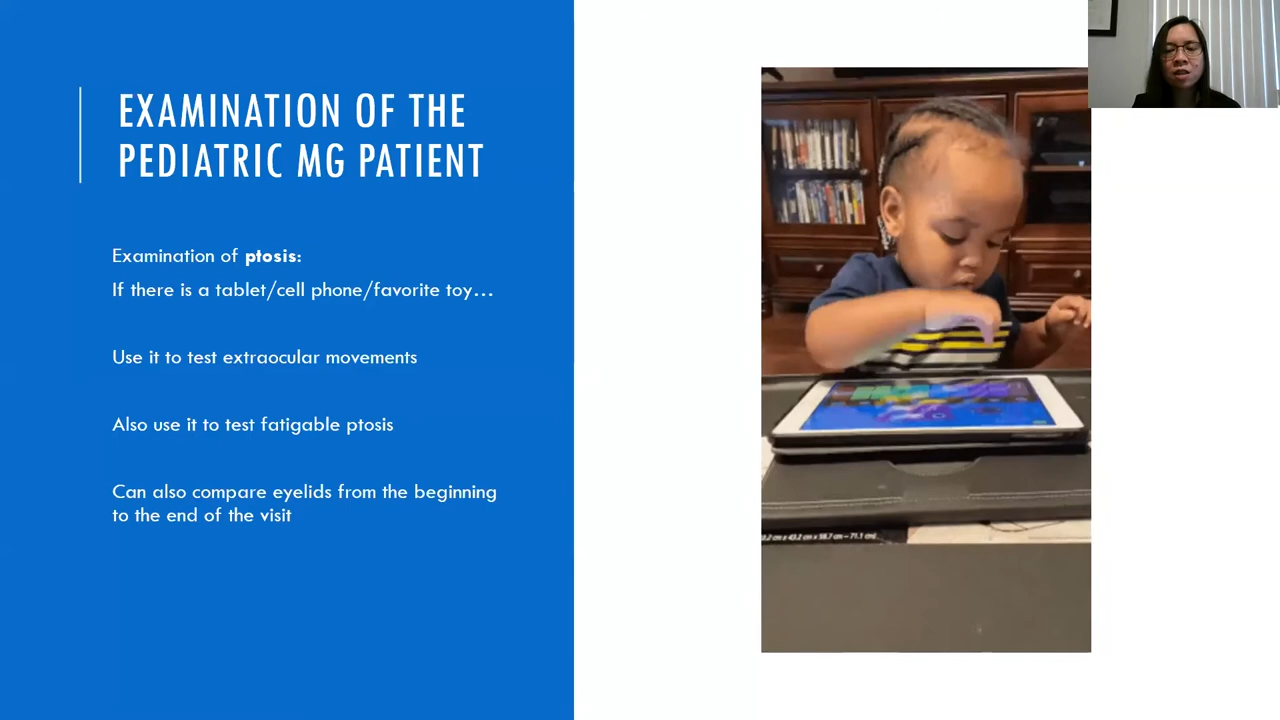 EXAMINATION OF THE
PEDIATRIC MG PATIENT
Examination of ptosis:
If there is a tablet/cell phone/favorite toy…
Use it to test extraocular movements
Also use it to test fatigable ptosis
Can also compare eyelids from the beginning
to the end of the visit